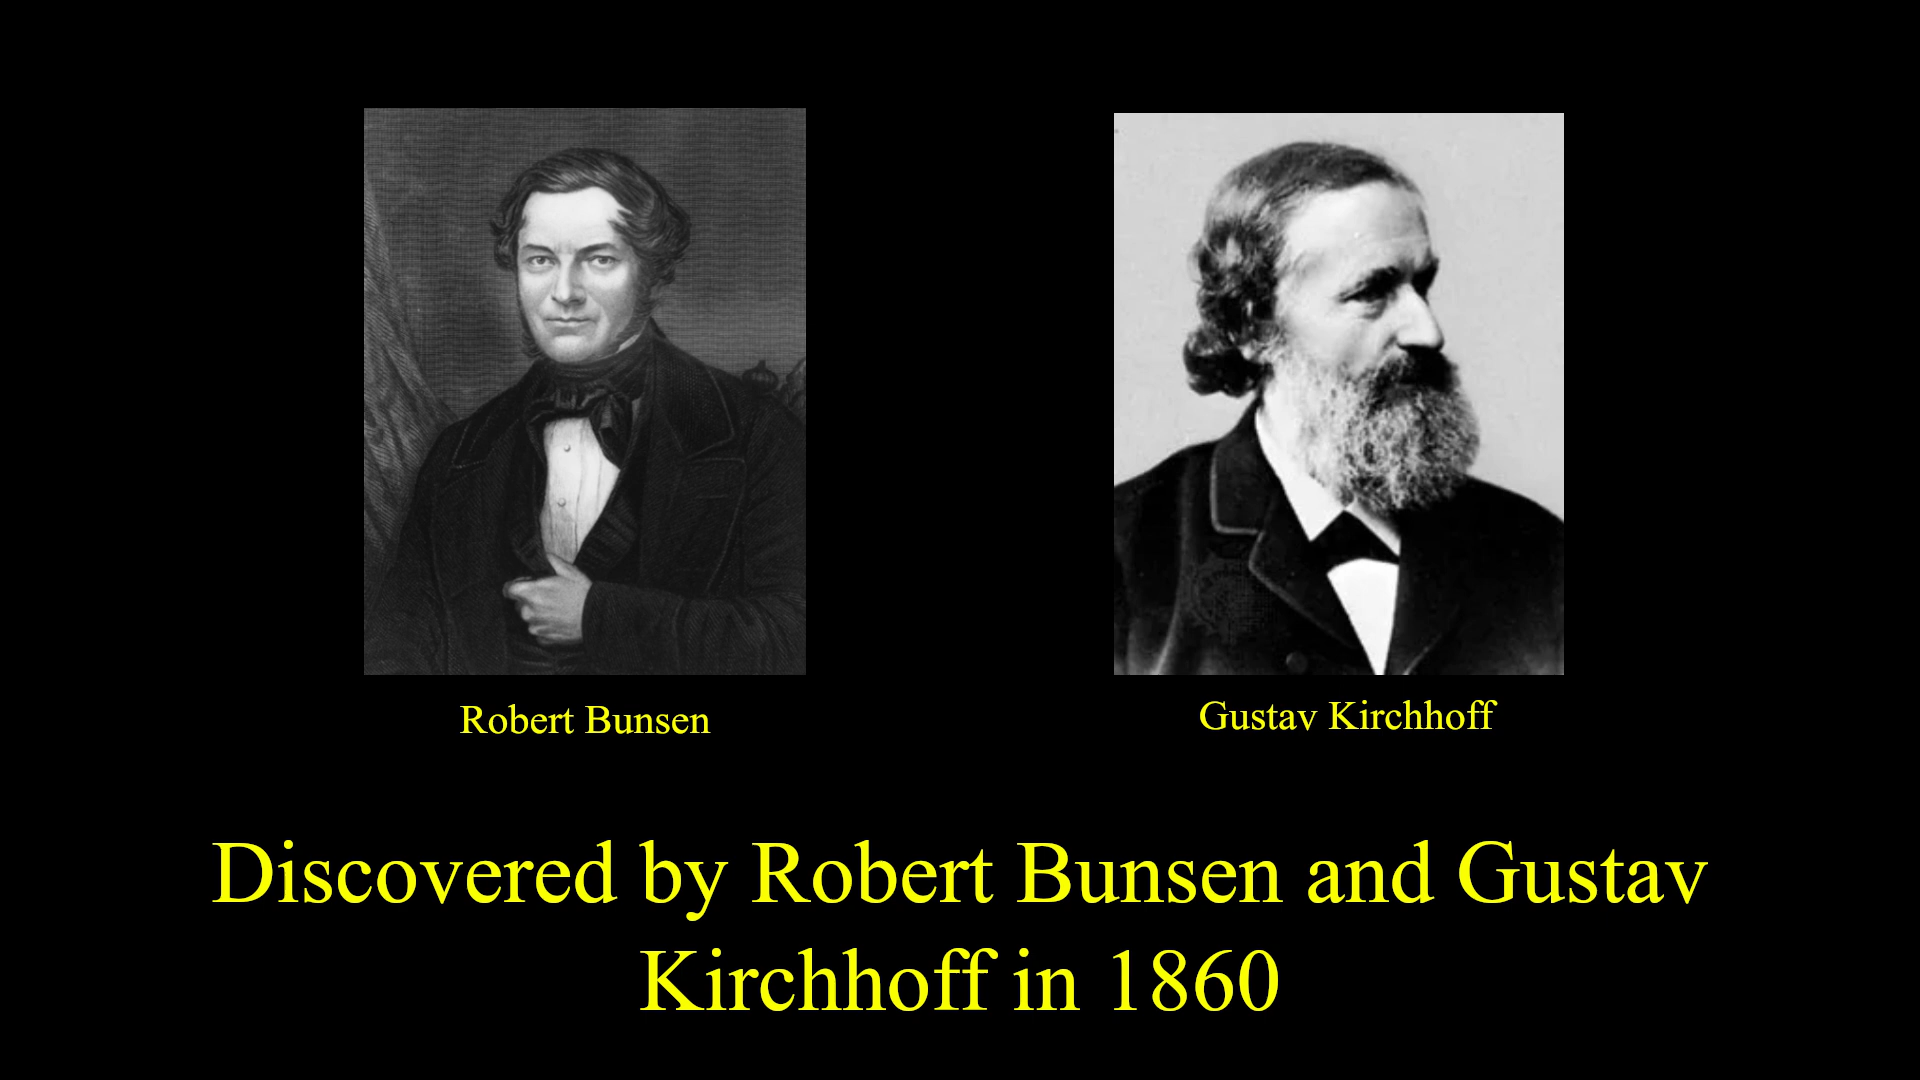 Robert Bunsen
Gustav Kirchhoff
Discovered by Robert Bunsen and Gustav
Kirchhoff in 1860